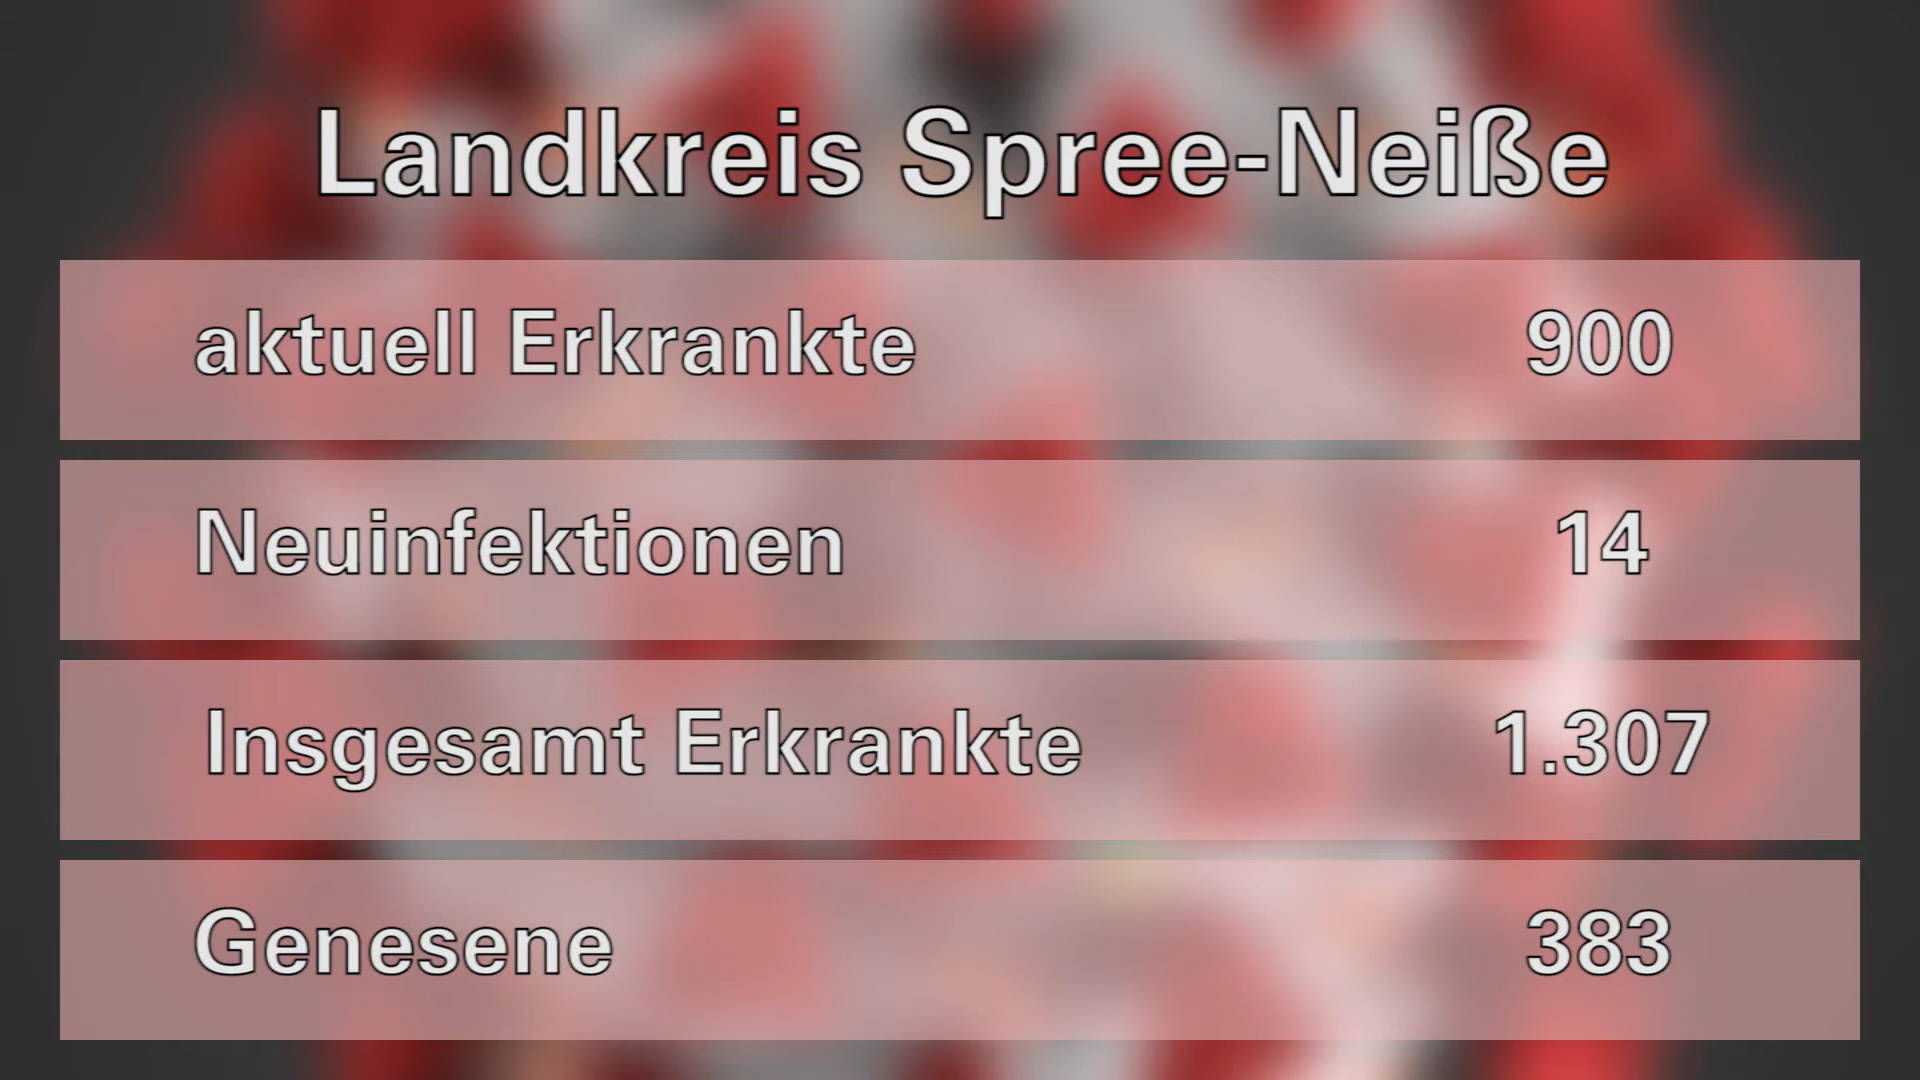 Landkreis Spree-Neiße
aktuell Erkrankte 900
Neuinfektionen 14
Insgesamt Erkrankte 1.307
Genesene 383